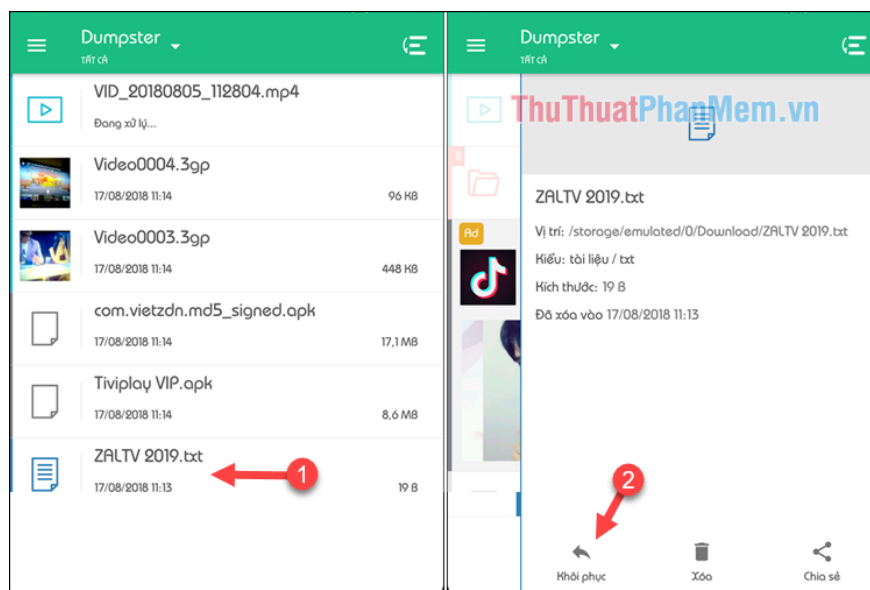 Dumpster
TẤT CẢ
VID_20180805_112804.mp4
Đang xử lý...
Video0004.3gp
17/08/2018 11:14
96 KB
Video0003.3gp
17/08/2018 11:14
448 KB
com.vietzdn.md5_signed.apk
17/08/2018 11:14
17,1 MB
Tiviplay VIP.apk
17/08/2018 11:14
8,6 MB
ZALTV 2019.txt
17/08/2018 11:13
19 B
1
Dumpster
TẤT CẢ
ThuThuatPhanMem.vn
2
Ad
ZALTV 2019.txt
Vị trí: /storage/emulated/0/Download/ZALTV 2019.txt
Kiểu: tài liệu / txt
Kích thước: 19 B
Đã xóa vào 17/08/2018 11:13
2
Khôi phục
Xóa
Chia sẻ